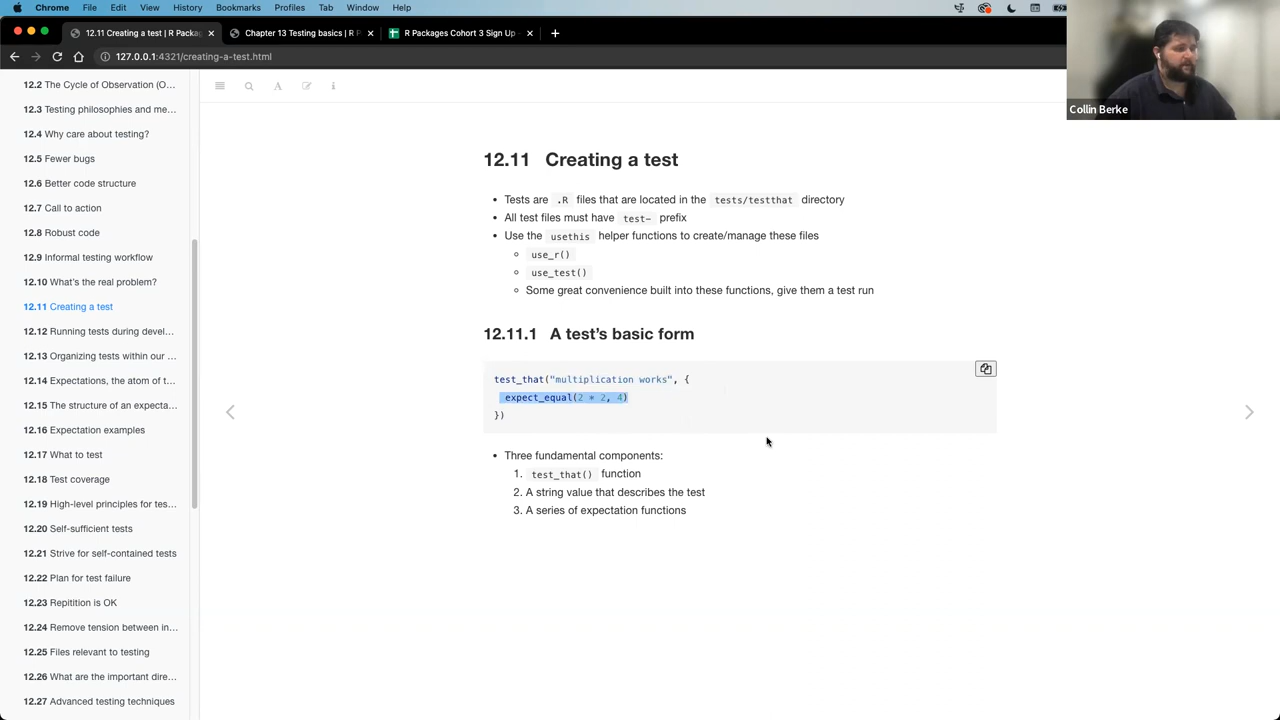 Chrome File Edit View History Bookmarks Profiles Tab Window Help
12.11 Creating a test | R Packag
Chapter 13 Testing basics | R P
R Packages Cohort 3 Sign Up -
127.0.0.1:4321/creating-a-test.html
Collin Berke
12.2 The Cycle of Observation (O...
12.3 Testing philosophies and me...
12.4 Why care about testing?
12.5 Fewer bugs
12.6 Better code structure
12.7 Call to action
12.8 Robust code
12.9 Informal testing workflow
12.10 What's the real problem?
12.11 Creating a test
12.12 Running tests during devel...
12.13 Organizing tests within our ...
12.14 Expectations, the atom of t...
12.15 The structure of an expecta...
12.16 Expectation examples
12.17 What to test
12.18 Test coverage
12.19 High-level principles for tes...
12.20 Self-sufficient tests
12.21 Strive for self-contained tests
12.22 Plan for test failure
12.23 Repitition is OK
12.24 Remove tension between in...
12.25 Files relevant to testing
12.26 What are the important dire...
12.27 Advanced testing techniques
12.11 Creating a test
• Tests are .R files that are located in the tests/testthat directory
• All test files must have test- prefix
• Use the usethis helper functions to create/manage these files
use_r()
use_test()
Some great convenience built into these functions, give them a test run
12.11.1 A test's basic form
test_that("multiplication works", {
expect_equal(2 * 2, 4)
})
• Three fundamental components:
1. test_that() function
2. A string value that describes the test
3. A series of expectation functions